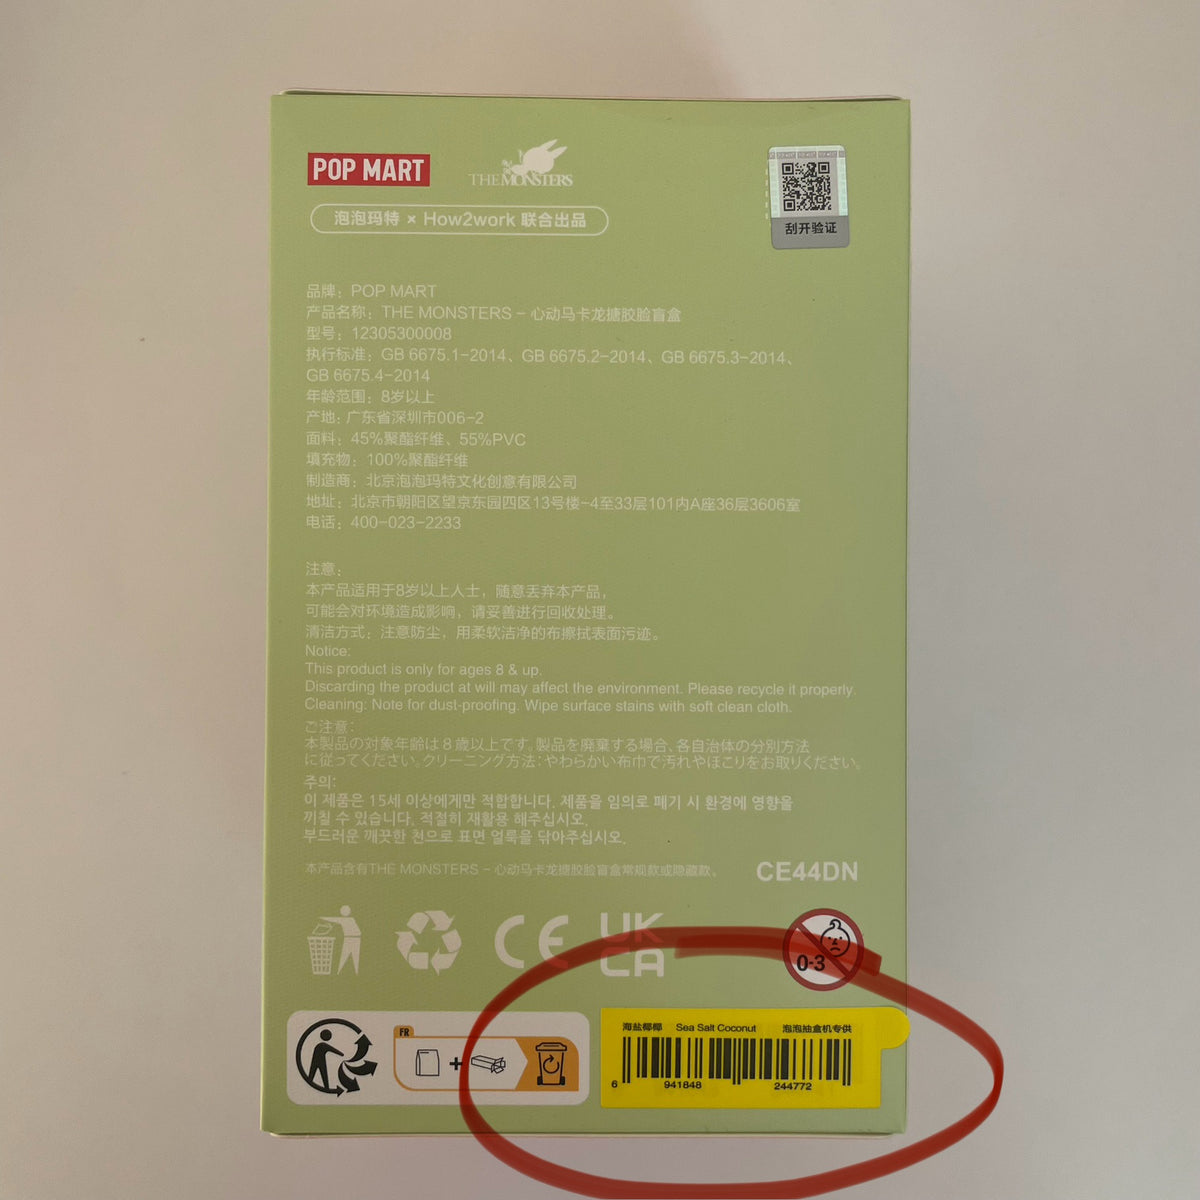 POP MART
THE MONSTERS
泡泡玛特 × How2work 联合出品
刮开验证
品牌：POP MART
产品名称：THE MONSTERS - 心动马卡龙搪胶脸盲盒
型号：12305300008
执行标准：GB 6675.1-2014、GB 6675.2-2014、GB 6675.3-2014、
GB 6675.4-2014
年龄范围：8岁以上
产地：广东省深圳市006-2
面料：45%聚酯纤维、55%PVC
填充物：100%聚酯纤维
制造商：北京泡泡玛特文化创意有限公司
地址：北京市朝阳区望京东园四区13号楼-4至33层101内A座36层3606室
电话：400-023-2233
注意：
本产品适用于8岁以上人士，随意丢弃本产品，
可能会对环境造成影响，请妥善进行回收处理。
清洁方式：注意防尘，用柔软洁净的布擦拭表面污迹。
Notice:
This product is only for ages 8 & up.
Discarding the product at will may affect the environment. Please recycle it properly.
Cleaning: Note for dust-proofing. Wipe surface stains with soft clean cloth.
ご注意：
本製品の対象年齢は8歳以上です。製品を廃棄する場合、各自治体の分別方法
に従ってください。クリーニング方法：やわらかい布巾で汚れやほこりをお取りください。
주의:
이 제품은 15세 이상에게만 적합합니다. 제품을 임의로 폐기 시 환경에 영향을
끼칠 수 있습니다. 적절히 재활용 해주십시오.
부드러운 깨끗한 천으로 표면 얼룩을 닦아주십시오.
本产品含有THE MONSTERS - 心动马卡龙搪胶脸盲盒常规款或隐藏款。
CE44DN
CE
UK
CA
0-3
FR
+
海盐椰椰 Sea Salt Coconut 泡泡抽盒机专供
6 941848 244772